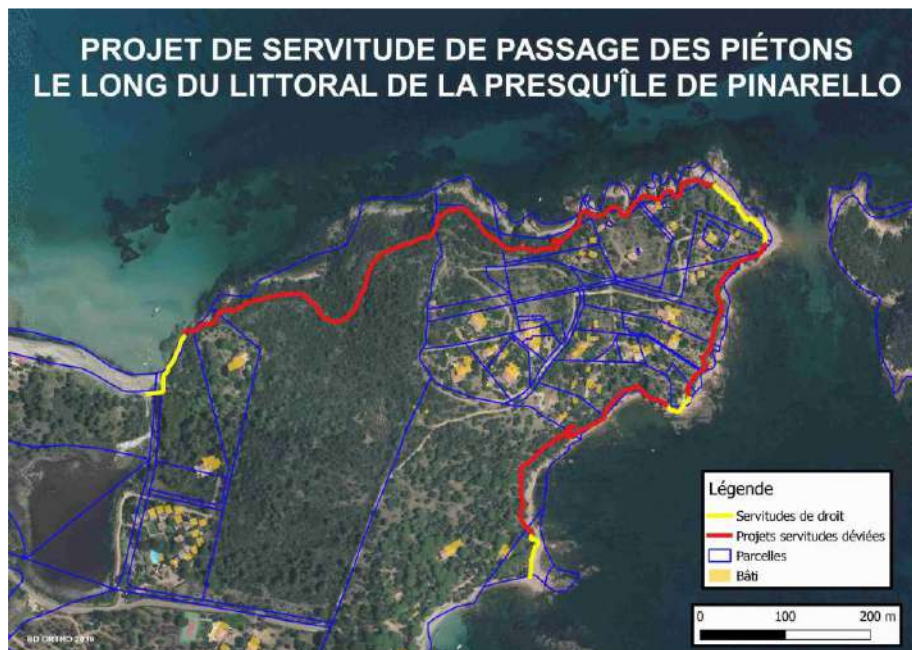 PROJET DE SERVITUDE DE PASSAGE DES PIÉTONS
LE LONG DU LITTORAL DE LA PRESQU'ÎLE DE PINARELLO
Légende
Servitudes de droit
Projets servitudes déviées
Parcelles
Bâti
0 100 200 m
BD ORTHO 2019